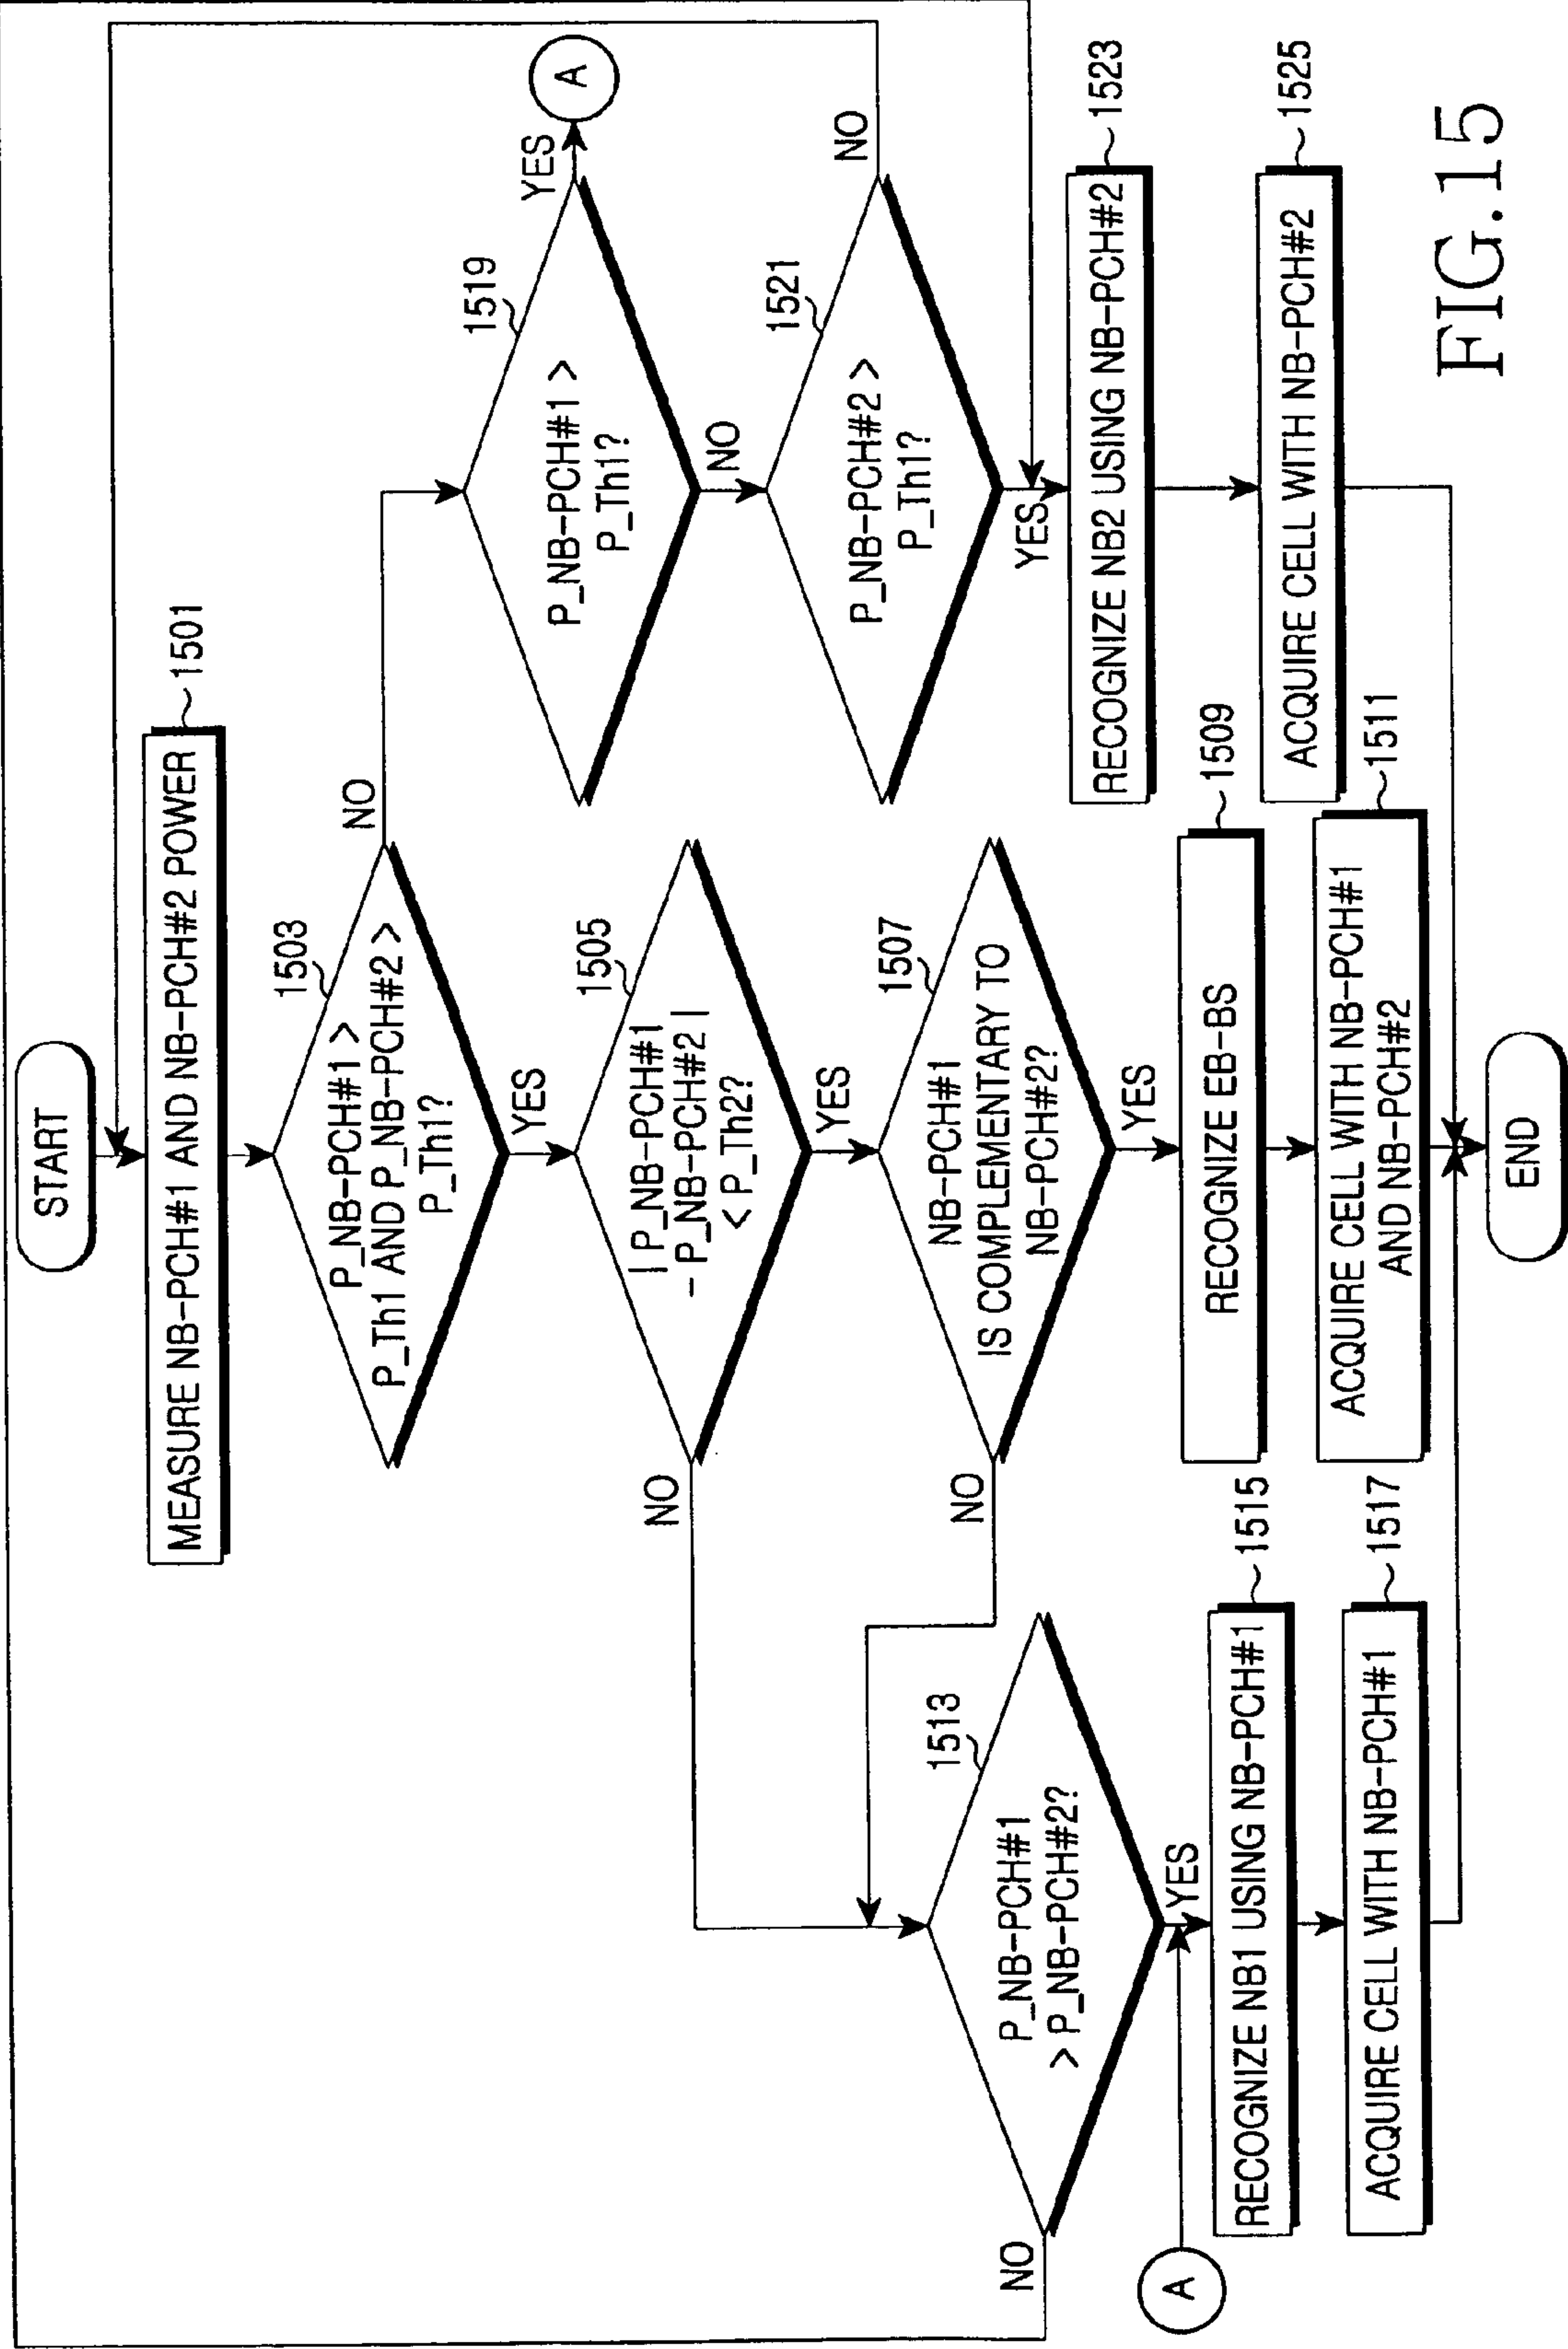 START
MEASURE NB-PCH#1 AND NB-PCH#2 POWER
1501
1503
P_NB-PCH#1 >
P_Th1 AND P_NB-PCH#2 >
P_Th1?
NO
YES
1505
| P_NB-PCH#1
- P_NB-PCH#2 |
< P_Th2?
NO
YES
1507
NB-PCH#1
IS COMPLEMENTARY TO
NB-PCH#2?
NO
YES
RECOGNIZE EB-BS
1509
ACQUIRE CELL WITH NB-PCH#1
AND NB-PCH#2
1511
1513
P_NB-PCH#1
> P_NB-PCH#2?
NO
YES
A
RECOGNIZE NB1 USING NB-PCH#1
1515
ACQUIRE CELL WITH NB-PCH#1
1517
1519
P_NB-PCH#1 >
P_Th1?
YES
A
NO
1521
P_NB-PCH#2 >
P_Th1?
NO
YES
RECOGNIZE NB2 USING NB-PCH#2
1523
ACQUIRE CELL WITH NB-PCH#2
1525
END
FIG.15